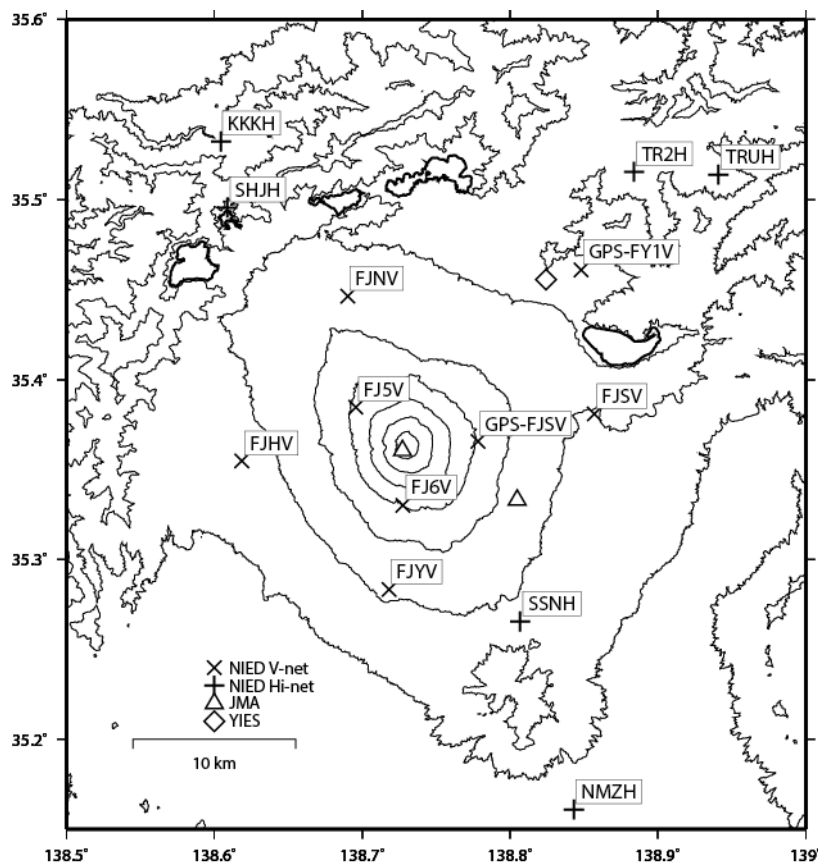 35.6°
KKKH
TR2H
TRUH
35.5°
SHJH
GPS-FY1V
FJNV
35.4°
FJ5V
FJSV
GPS-FJSV
FJHV
FJ6V
35.3°
FJYV
SSNH
NIED V-net
NIED Hi-net
JMA
YIES
35.2°
10 km
NMZH
138.5°
138.6°
138.7°
138.8°
138.9°
139°